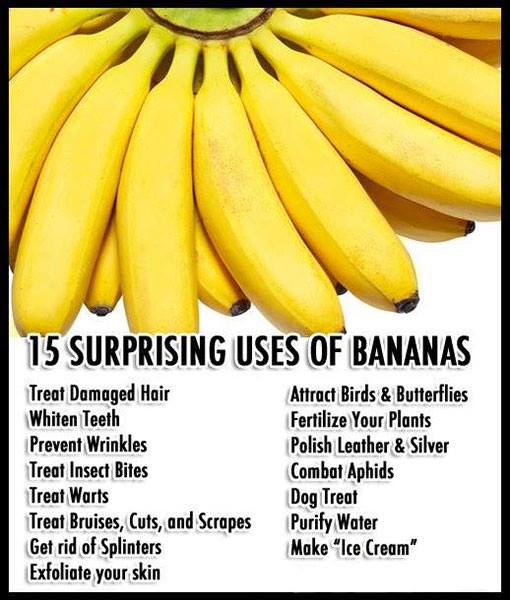 15 SURPRISING USES OF BANANAS
Treat Damaged Hair
Whiten Teeth
Prevent Wrinkles
Treat Insect Bites
Treat Warts
Treat Bruises, Cuts, and Scrapes
Get rid of Splinters
Exfoliate your skin
Attract Birds & Butterflies
Fertilize Your Plants
Polish Leather & Silver
Combat Aphids
Dog Treat
Purify Water
Make “Ice Cream”